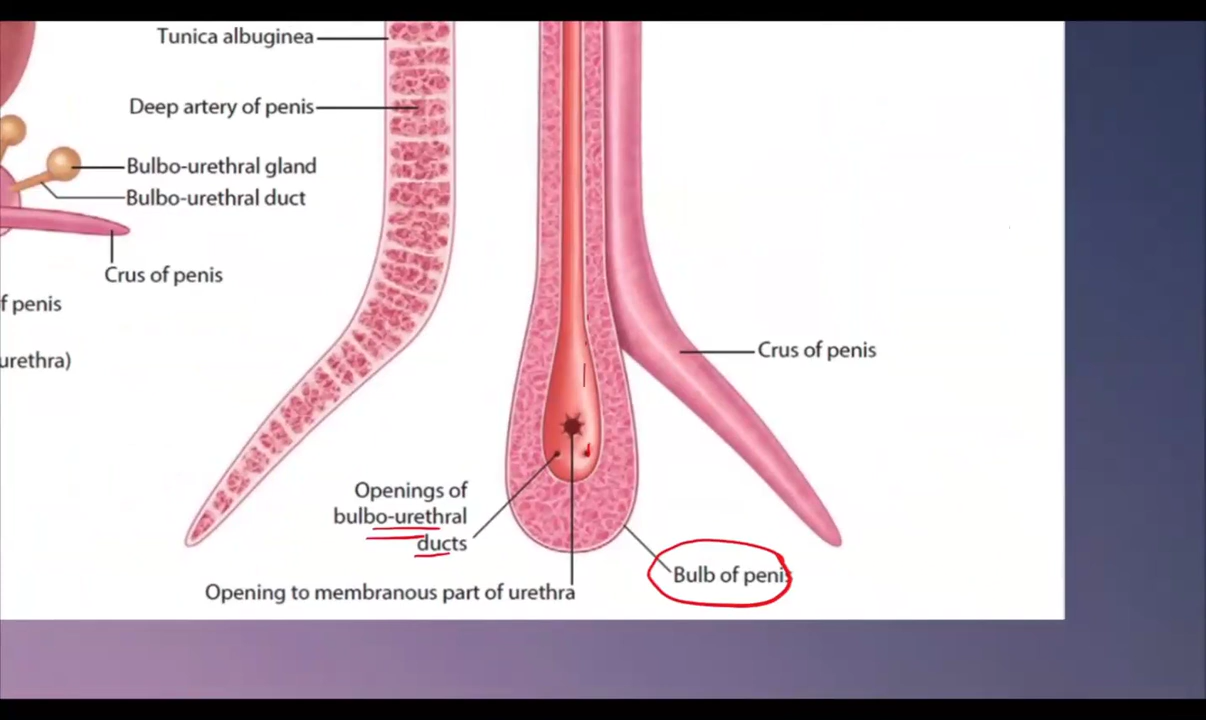 Tunica albuginea
Deep artery of penis
Bulbo-urethral gland
Bulbo-urethral duct
Crus of penis
f penis
urethra)
Crus of penis
Openings of
bulbo-urethral
ducts
Bulb of penis
Opening to membranous part of urethra